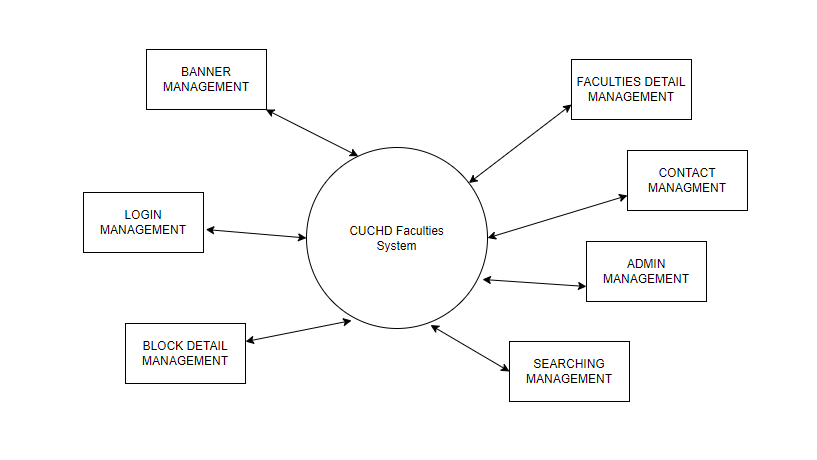 BANNER
MANAGEMENT
FACULTIES DETAIL
MANAGEMENT
CONTACT
MANAGMENT
LOGIN
MANAGEMENT
CUCHD Faculties
System
ADMIN
MANAGEMENT
BLOCK DETAIL
MANAGEMENT
SEARCHING
MANAGEMENT